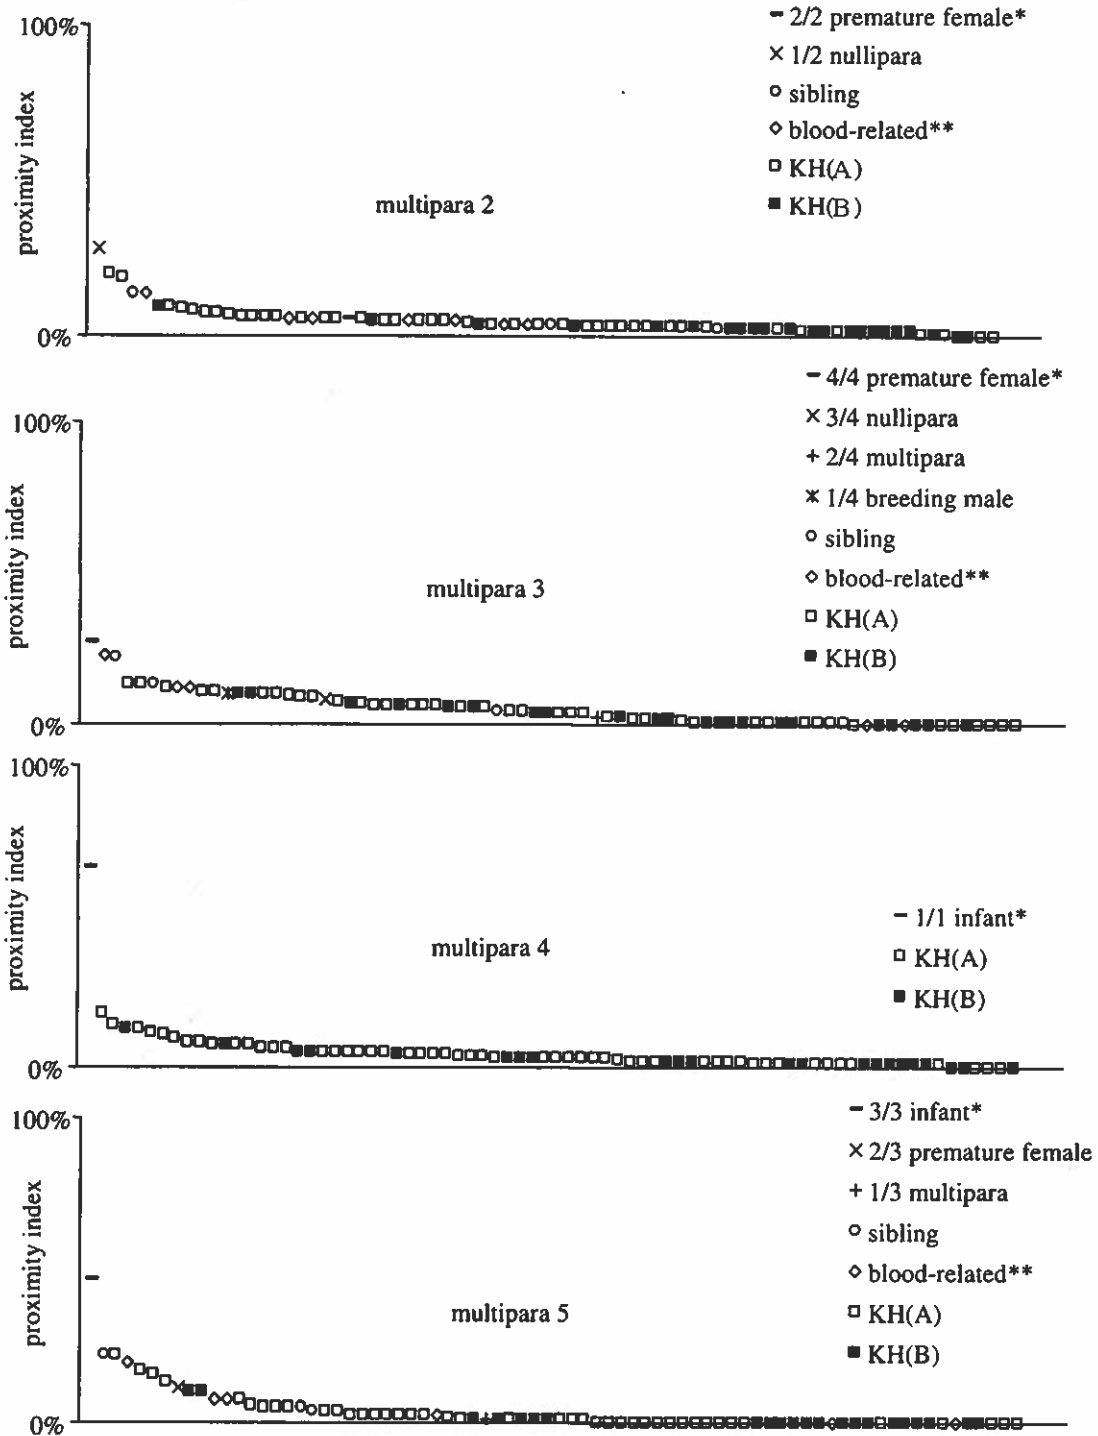 100%
0%
proximity index
multipara 2
2/2 premature female*
1/2 nullipara
sibling
blood-related**
KH(A)
KH(B)
100%
0%
proximity index
multipara 3
4/4 premature female*
3/4 nullipara
2/4 multipara
1/4 breeding male
sibling
blood-related**
KH(A)
KH(B)
100%
0%
proximity index
multipara 4
1/1 infant*
KH(A)
KH(B)
100%
0%
proximity index
multipara 5
3/3 infant*
2/3 premature female
1/3 multipara
sibling
blood-related**
KH(A)
KH(B)